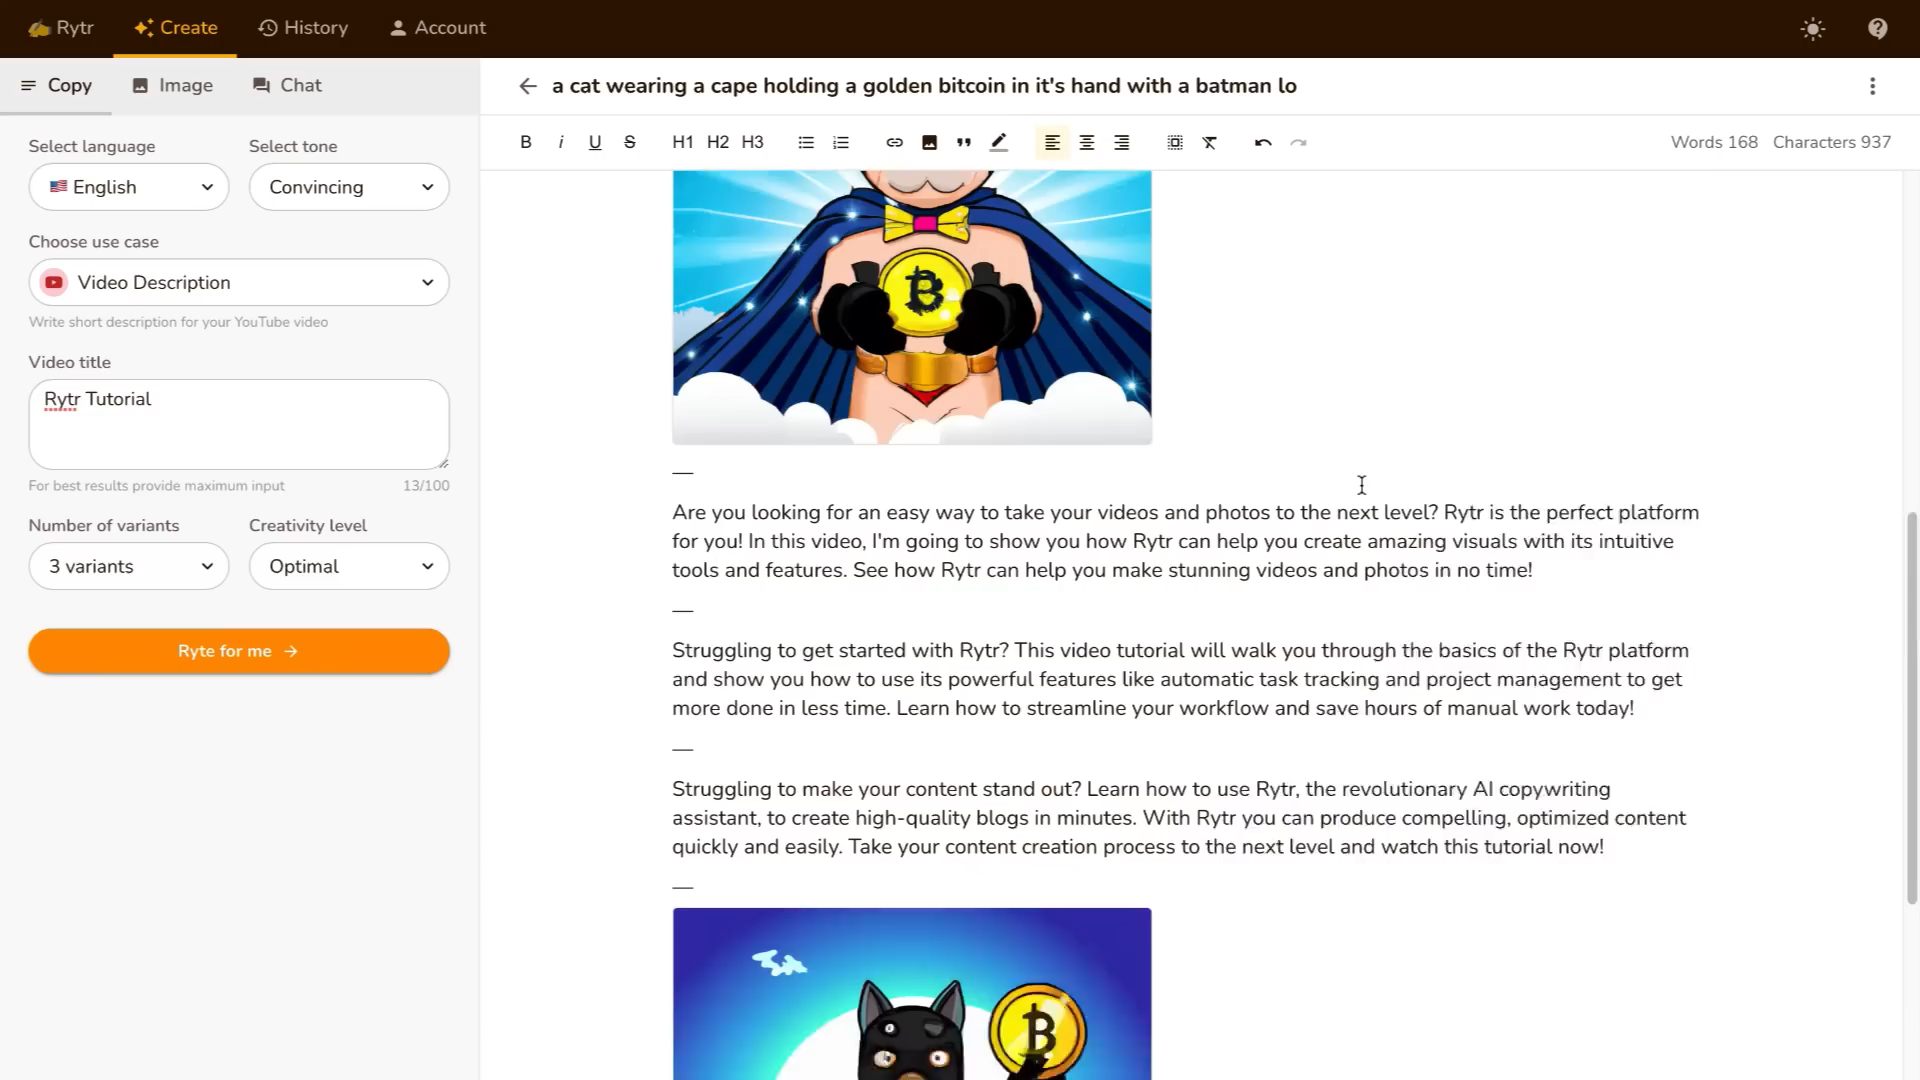 Rytr
Create
History
Account
Copy
Image
Chat
a cat wearing a cape holding a golden bitcoin in it's hand with a batman lo
B i U S H1 H2 H3
Words 168 Characters 937
Select language
Select tone
English
Convincing
Choose use case
Video Description
Write short description for your YouTube video
Video title
Rytr Tutorial
For best results provide maximum input
13/100
Number of variants
Creativity level
3 variants
Optimal
Ryte for me →
B
—
Are you looking for an easy way to take your videos and photos to the next level? Rytr is the perfect platform
for you! In this video, I'm going to show you how Rytr can help you create amazing visuals with its intuitive
tools and features. See how Rytr can help you make stunning videos and photos in no time!
—
Struggling to get started with Rytr? This video tutorial will walk you through the basics of the Rytr platform
and show you how to use its powerful features like automatic task tracking and project management to get
more done in less time. Learn how to streamline your workflow and save hours of manual work today!
—
Struggling to make your content stand out? Learn how to use Rytr, the revolutionary AI copywriting
assistant, to create high-quality blogs in minutes. With Rytr you can produce compelling, optimized content
quickly and easily. Take your content creation process to the next level and watch this tutorial now!
—
B